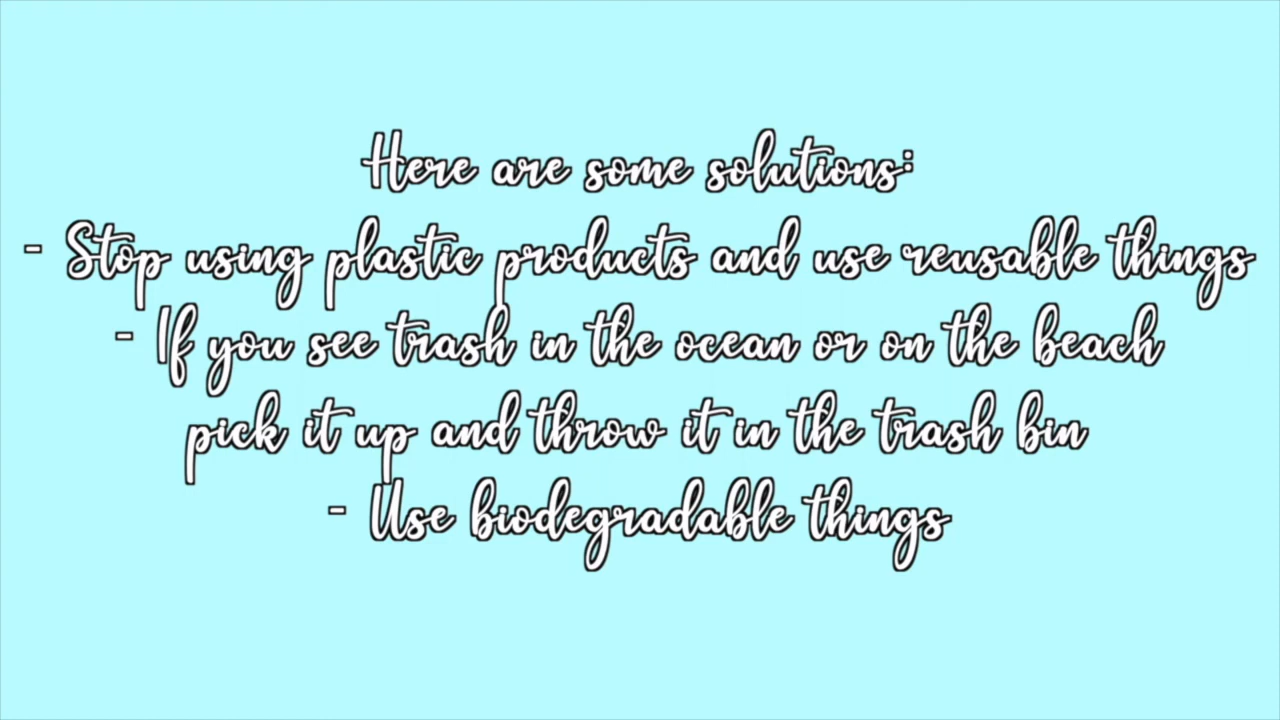 Here are some solutions:
- Stop using plastic products and use reusable things
- If you see trash in the ocean or on the beach
pick it up and throw it in the trash bin
- Use biodegradable things